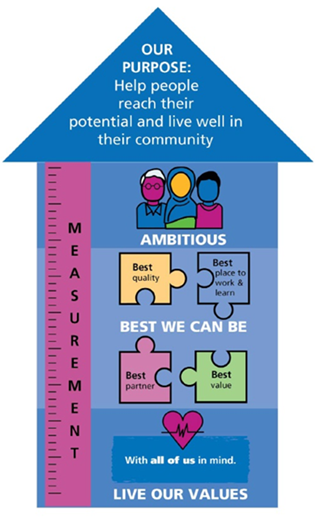 OUR
PURPOSE:
Help people
reach their
potential and live well in
their community
MEASUREMENT
AMBITIOUS
Best
quality
Best
place to
work &
learn
BEST WE CAN BE
Best
partner
Best
value
With all of us in mind.
LIVE OUR VALUES